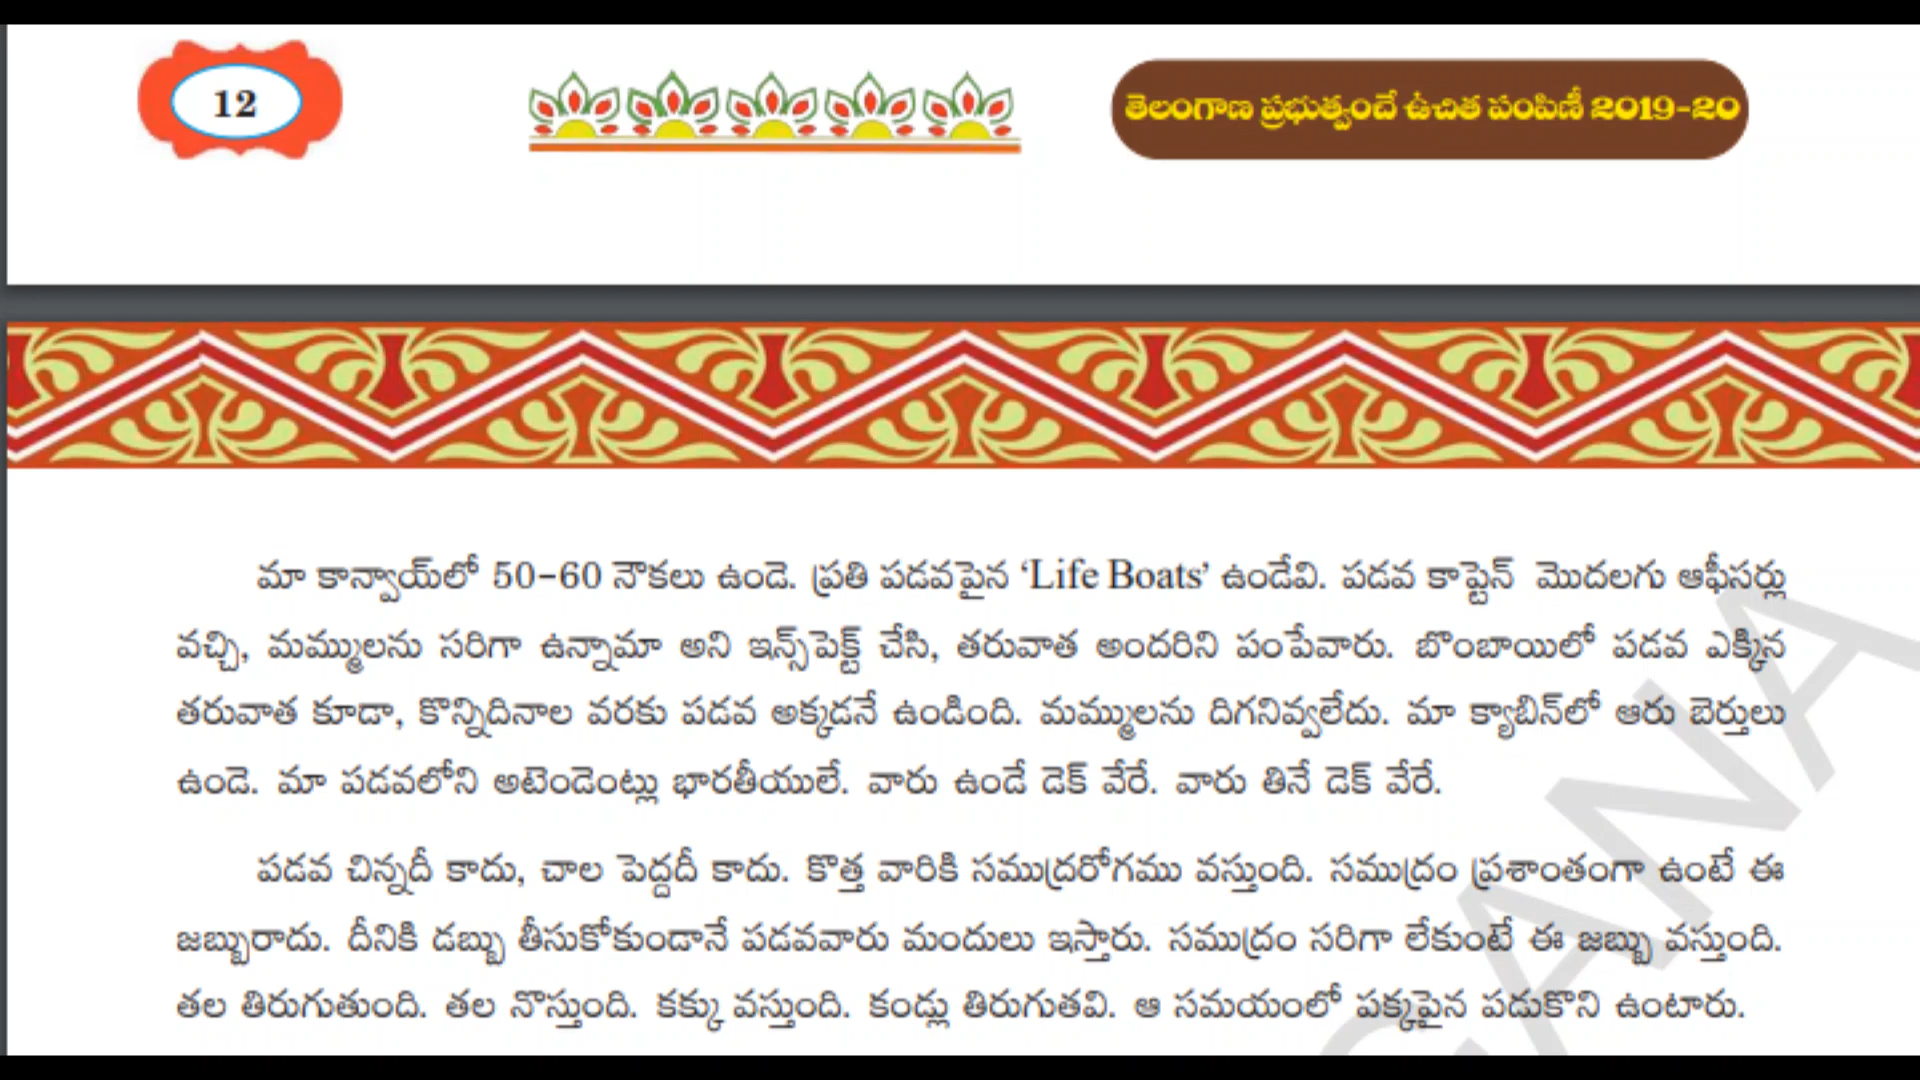 12
తెలంగాణ ప్రభుత్వంచే ఉచిత పంపిణీ 2019-20
మా కాన్వాయ్‌లో 50-60 నౌకలు ఉండె. ప్రతి పడవపైన ‘Life Boats’ ఉండేవి. పడవ కాప్టెన్ మొదలగు ఆఫీసర్లు
వచ్చి, మమ్ములను సరిగా ఉన్నామా అని ఇన్స్‌పెక్ట్ చేసి, తరువాత అందరిని పంపేవారు. బొంబాయిలో పడవ ఎక్కిన
తరువాత కూడా, కొన్నిదినాల వరకు పడవ అక్కడనే ఉండింది. మమ్ములను దిగనివ్వలేదు. మా క్యాబిన్‌లో ఆరు బెర్తులు
ఉండె. మా పడవలోని అటెండెంట్లు భారతీయులే. వారు ఉండే డెక్ వేరే. వారు తినే డెక్ వేరే.
పడవ చిన్నదీ కాదు, చాల పెద్దదీ కాదు. కొత్త వారికి సముద్రరోగము వస్తుంది. సముద్రం ప్రశాంతంగా ఉంటే ఈ
జబ్బురాదు. దీనికి డబ్బు తీసుకోకుండానే పడవవారు మందులు ఇస్తారు. సముద్రం సరిగా లేకుంటే ఈ జబ్బు వస్తుంది.
తల తిరుగుతుంది. తల నొస్తుంది. కక్కు వస్తుంది. కండ్లు తిరుగుతవి. ఆ సమయంలో పక్కపైన పడుకొని ఉంటారు.
GANA